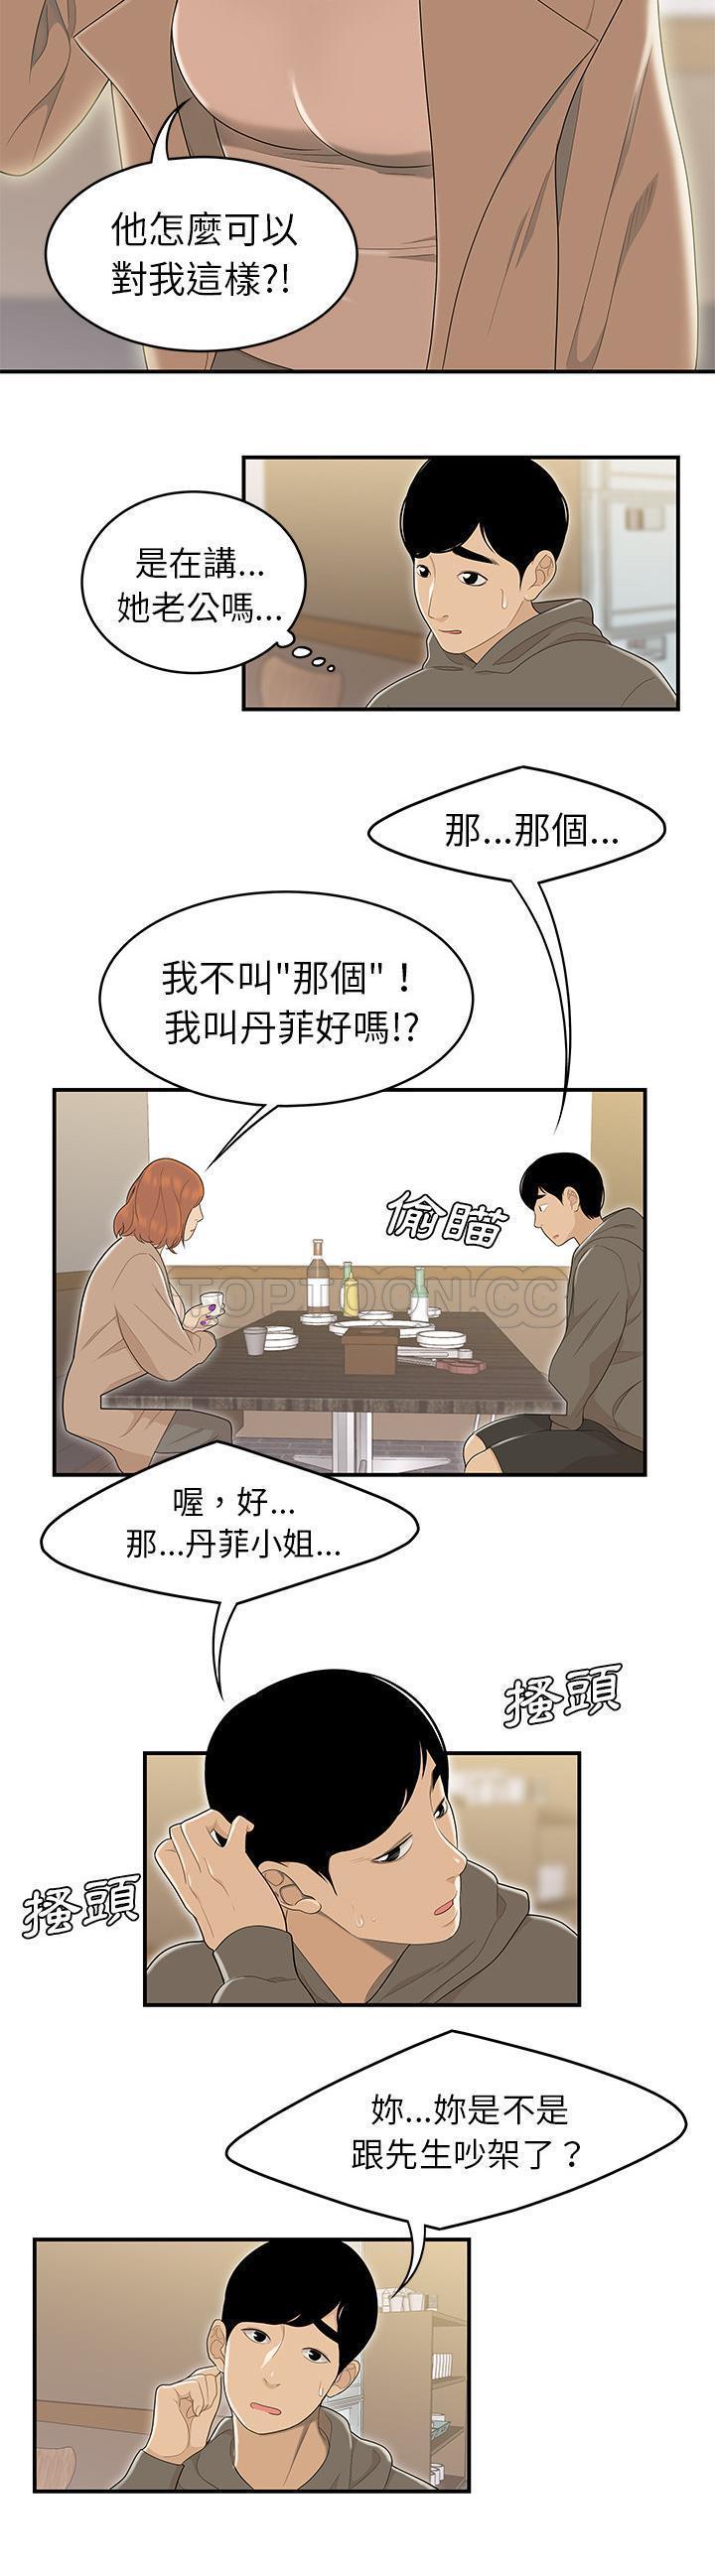 他怎麼可以
對我這樣?!
是在講...
她老公嗎...
那...那個...
我不叫"那個"！
我叫丹菲好嗎!?
偷瞄
TOPTOON.CC
喔，好...
那...丹菲小姐...
搔頭
搔頭
妳...妳是不是
跟先生吵架了？